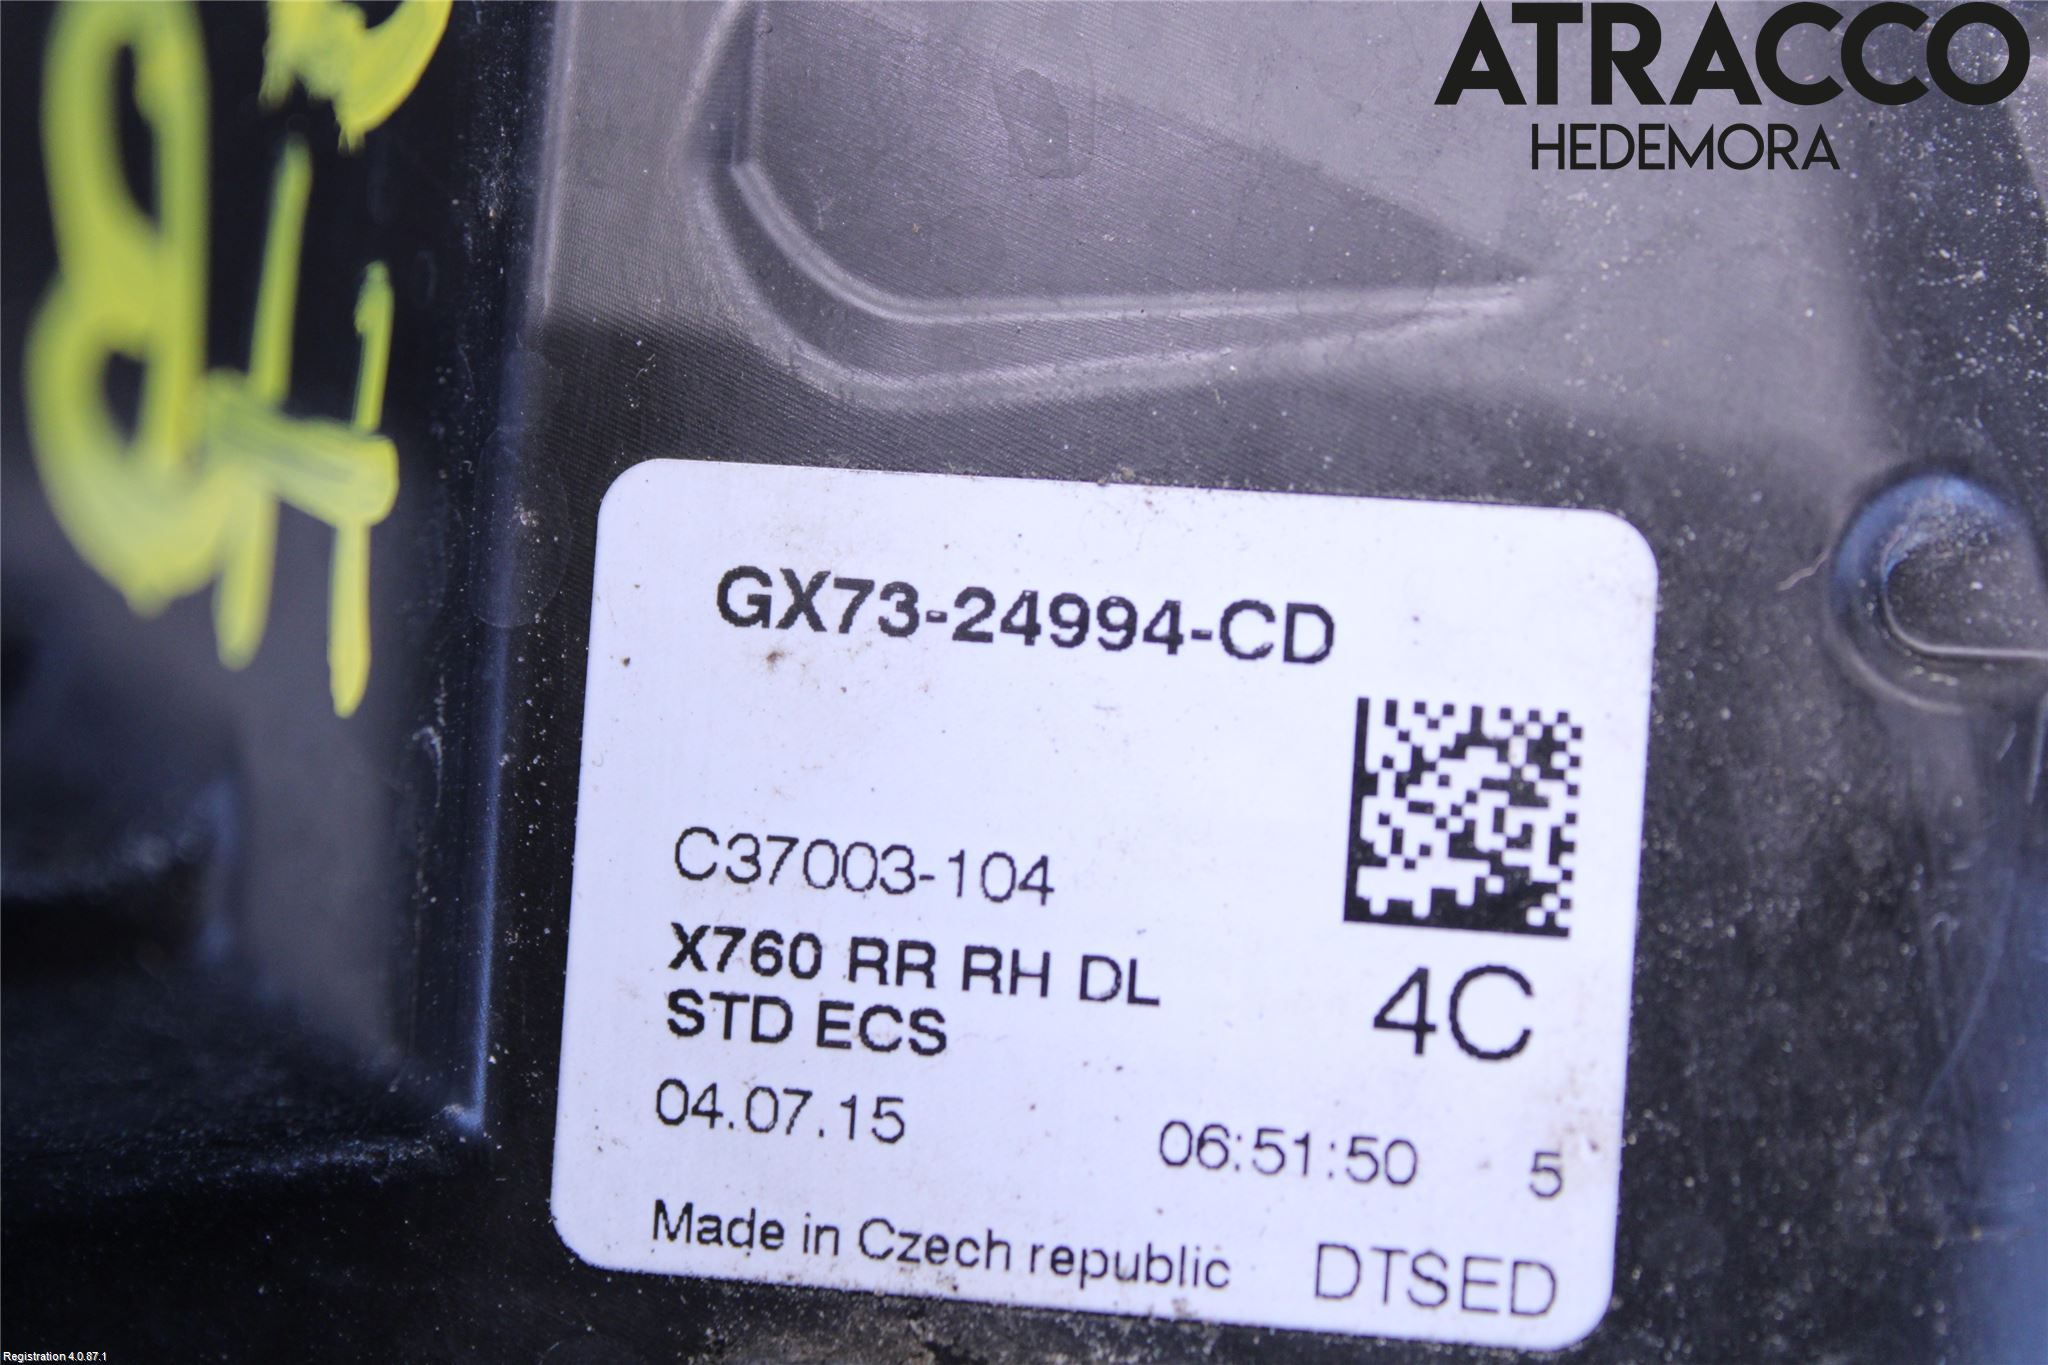 ATRACCO
HEDEMORA
GX73-24994-CD
C37003-104
X760 RR RH DL
4C
STD ECS
04.07.15 06:51:50 5
Made in Czech republic DTSED
Registration 4.0.87.1